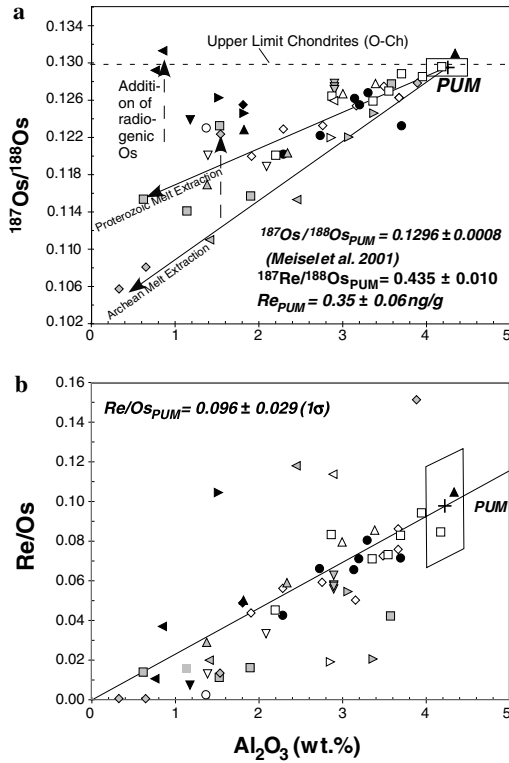 a
0.134
0.130
0.126
0.122
0.118
0.114
0.110
0.106
0.102
187Os/188Os
Upper Limit Chondrites (O-Ch)
PUM
Addi-
tion of
radio-
genic
Os
Proterozoic Melt Extraction
Archean Melt Extraction
187Os/188OsPUM = 0.1296 ± 0.0008
(Meisel et al. 2001)
187Re/188OsPUM = 0.435 ± 0.010
RePUM = 0.35 ± 0.06 ng/g
0 1 2 3 4 5
b
0.16
0.14
0.12
0.10
0.08
0.06
0.04
0.02
0.00
Re/Os
Re/OsPUM = 0.096 ± 0.029 (1σ)
PUM
0 1 2 3 4 5
Al2O3 (wt.%)